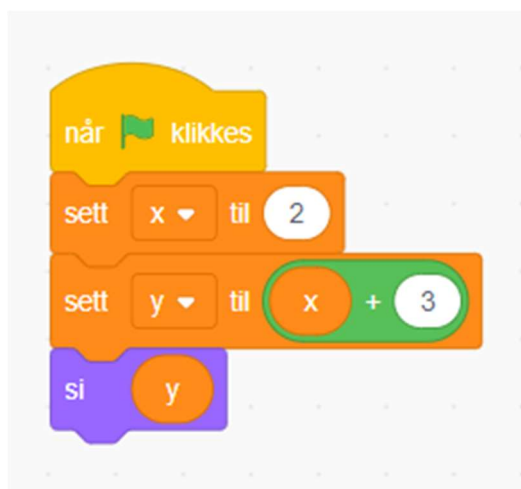 når klikkes
sett x til 2
sett y til x + 3
si y